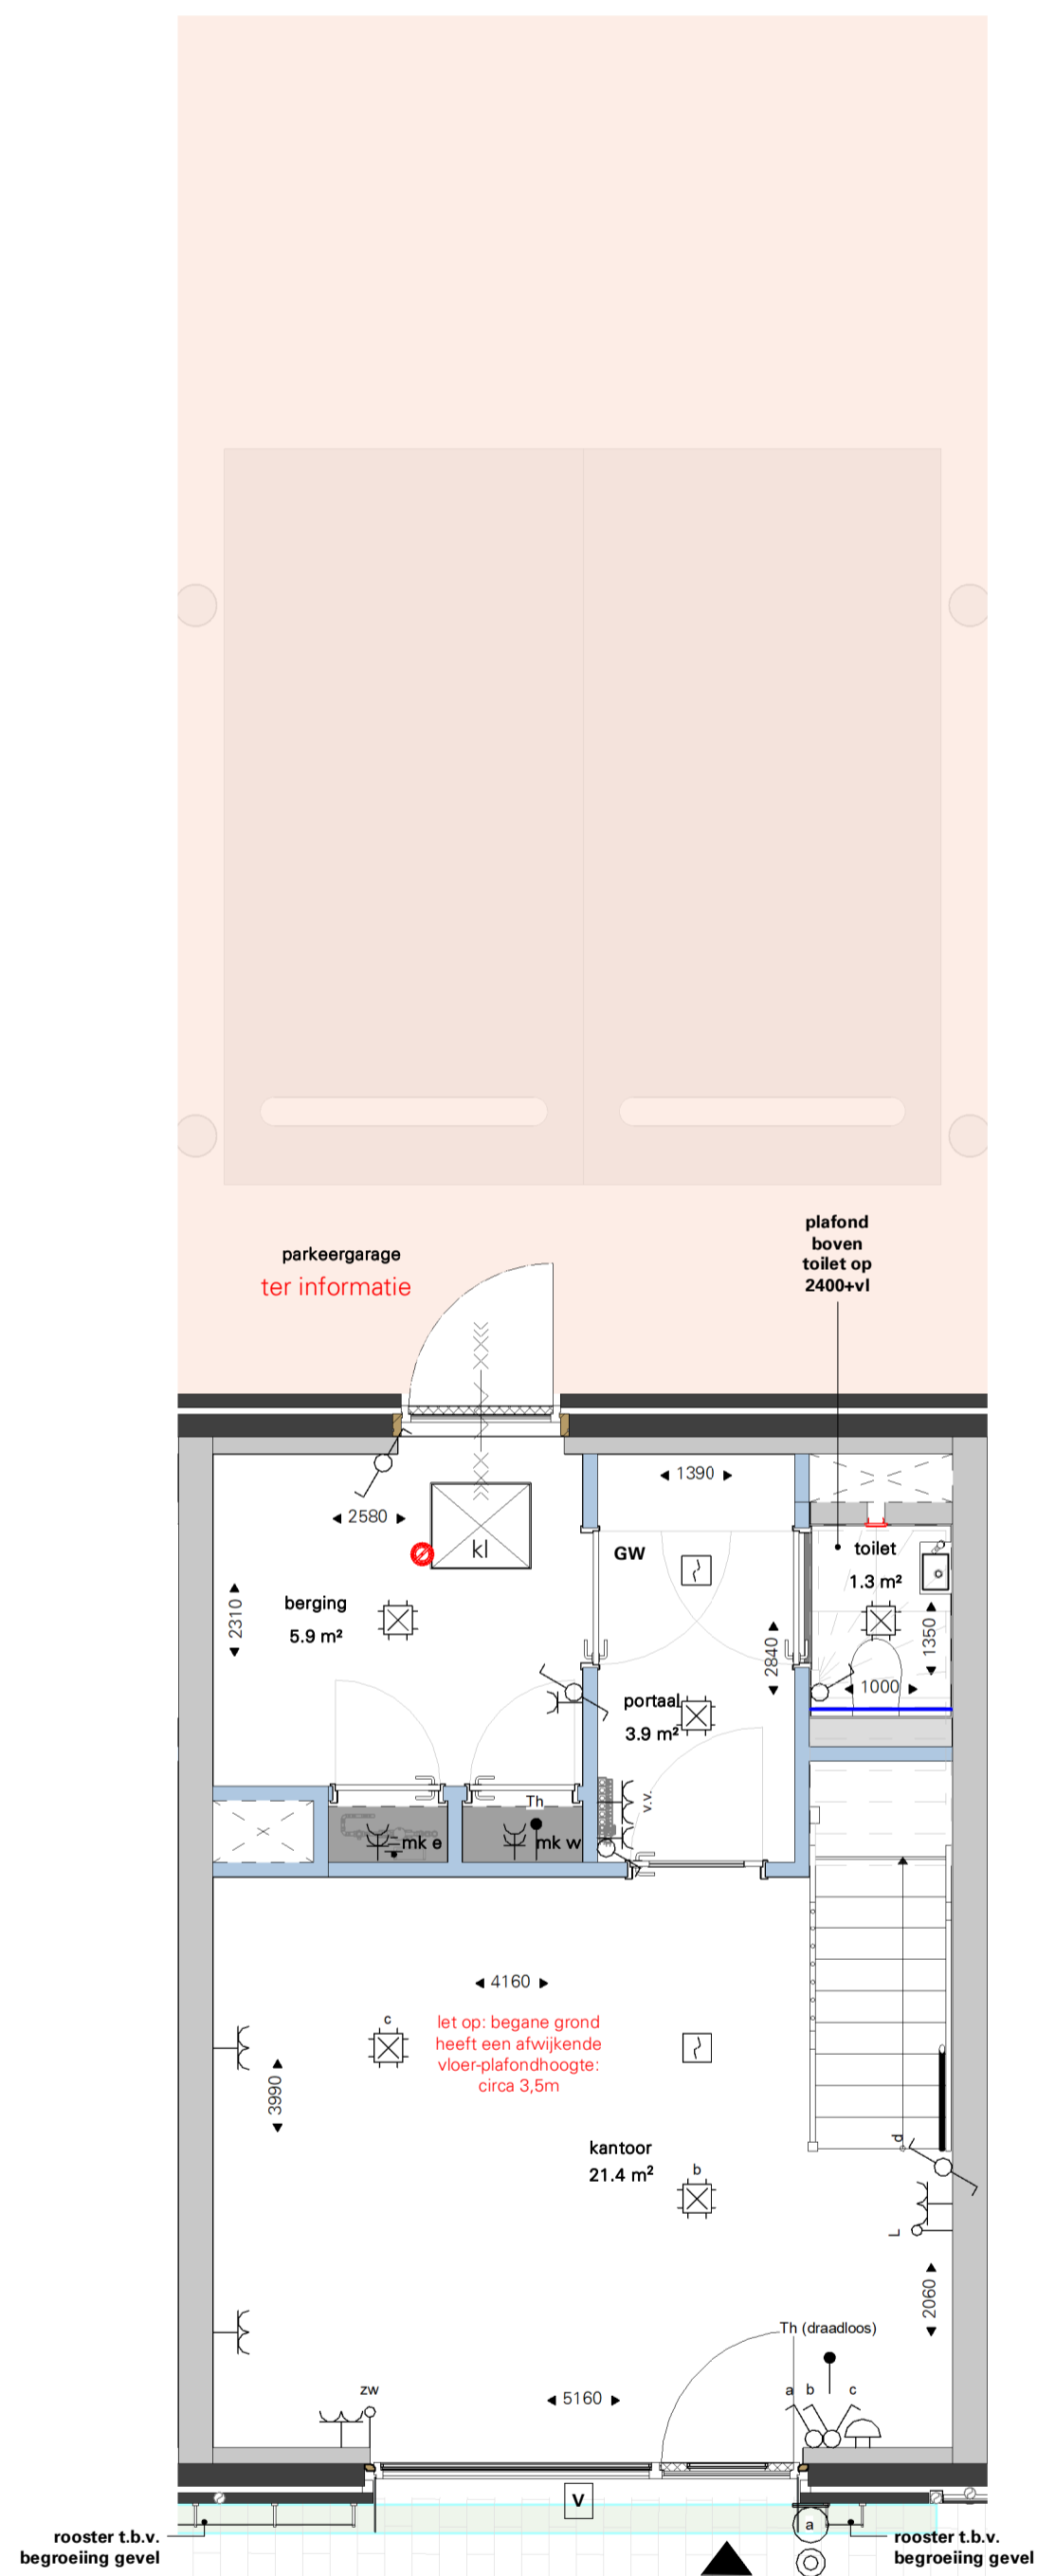 plafond
boven
toilet op
2400+vl
parkeergarage
ter informatie
1390
2580
kl
GW
toilet
1.3 m²
berging
5.9 m²
2310
1350
2840
1000
portaal
3.9 m²
v.v.
Th
mk e
mk w
4160
c
let op: begane grond
heeft een afwijkende
vloer-plafondhoogte:
circa 3,5m
3990
kantoor
21.4 m²
b
d
L
2060
Th (draadloos)
zw
5160
a b c
V
a
rooster t.b.v.
begroeiing gevel
rooster t.b.v.
begroeiing gevel